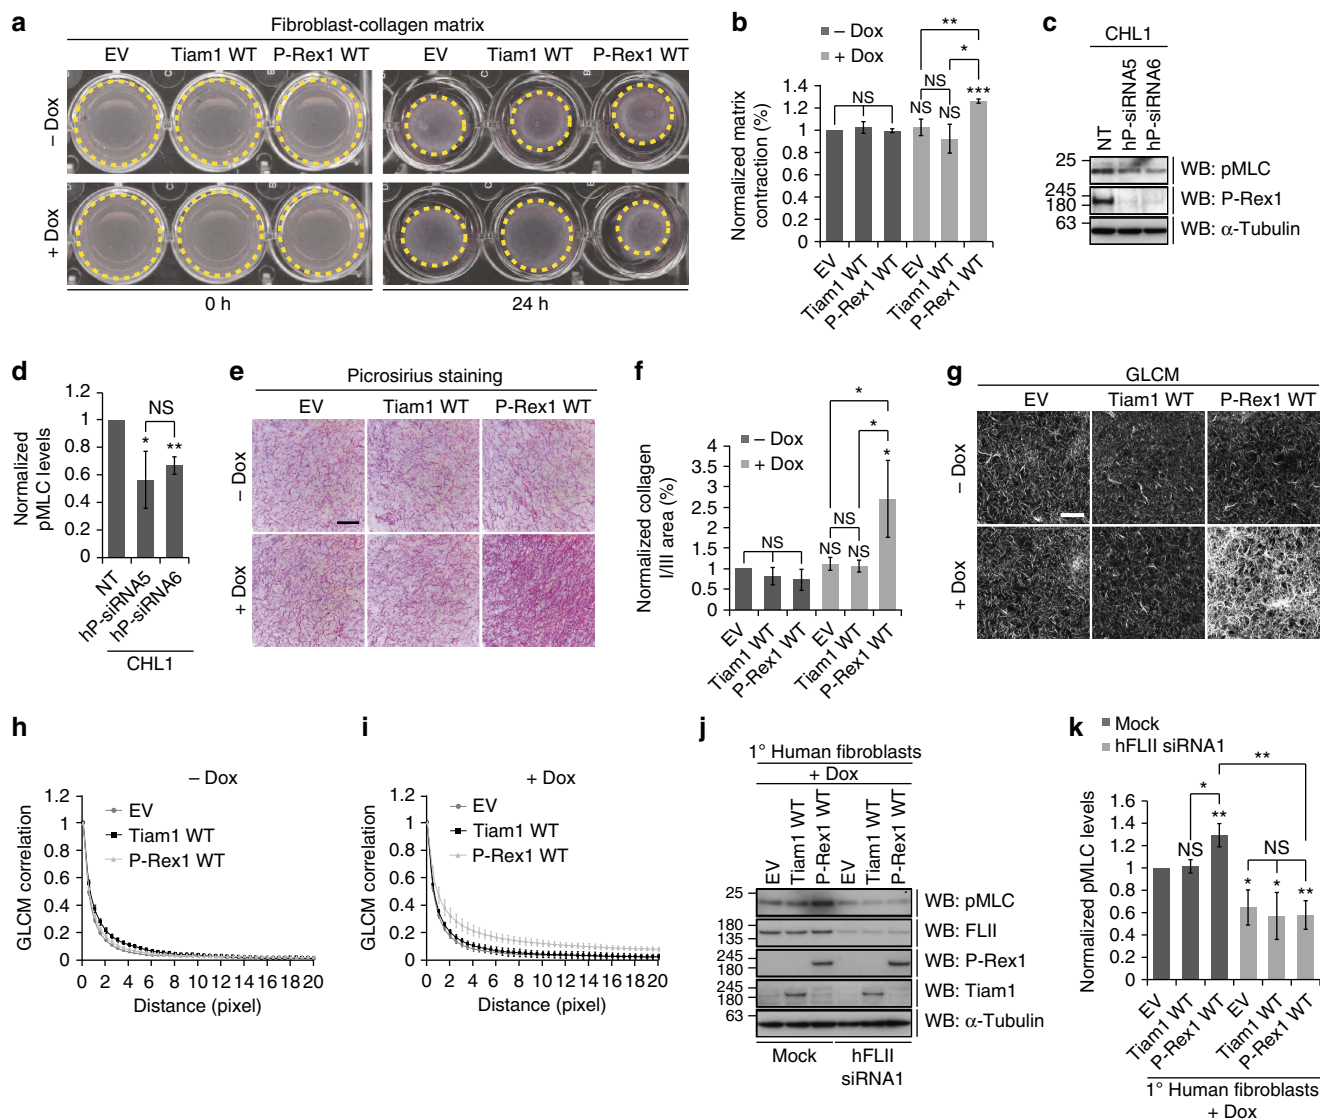 a
Fibroblast-collagen matrix
EV Tiam1 WT P-Rex1 WT EV Tiam1 WT P-Rex1 WT
– Dox
+ Dox
0 h 24 h
b
– Dox
+ Dox
Normalized matrix
contraction (%)
1.4
1.2
1
0.8
0.6
0.4
0.2
0
NS
NS NS
NS
***
*
**
EV Tiam1 WT P-Rex1 WT EV Tiam1 WT P-Rex1 WT
c
CHL1
NT hP-siRNA5 hP-siRNA6
25 WB: pMLC
245
180 WB: P-Rex1
63 WB: α-Tubulin
d
Normalized
pMLC levels
1.2
1
0.8
0.6
0.4
0.2
0
NS
* **
NT hP-siRNA5 hP-siRNA6
CHL1
e
Picrosirius staining
EV Tiam1 WT P-Rex1 WT
– Dox
+ Dox
f
– Dox
+ Dox
Normalized collagen
I/III area (%)
4
3.5
3
2.5
2
1.5
1
0.5
0
NS
NS NS
NS
*
*
*
EV Tiam1 WT P-Rex1 WT EV Tiam1 WT P-Rex1 WT
g
GLCM
EV Tiam1 WT P-Rex1 WT
– Dox
+ Dox
h
– Dox
GLCM correlation
1.2
1
0.8
0.6
0.4
0.2
0
EV
Tiam1 WT
P-Rex1 WT
0 2 4 6 8 10 12 14 16 18 20
Distance (pixel)
i
+ Dox
GLCM correlation
1.2
1
0.8
0.6
0.4
0.2
0
EV
Tiam1 WT
P-Rex1 WT
0 2 4 6 8 10 12 14 16 18 20
Distance (pixel)
j
1° Human fibroblasts
+ Dox
EV Tiam1 WT P-Rex1 WT EV Tiam1 WT P-Rex1 WT
25 WB: pMLC
180
135 WB: FLII
245
180 WB: P-Rex1
245
180 WB: Tiam1
63 WB: α-Tubulin
Mock hFLII
siRNA1
k
Mock
hFLII siRNA1
Normalized pMLC levels
1.6
1.4
1.2
1
0.8
0.6
0.4
0.2
0
**
*
NS **
NS
* * **
EV Tiam1 WT P-Rex1 WT EV Tiam1 WT P-Rex1 WT
1° Human fibroblasts
+ Dox